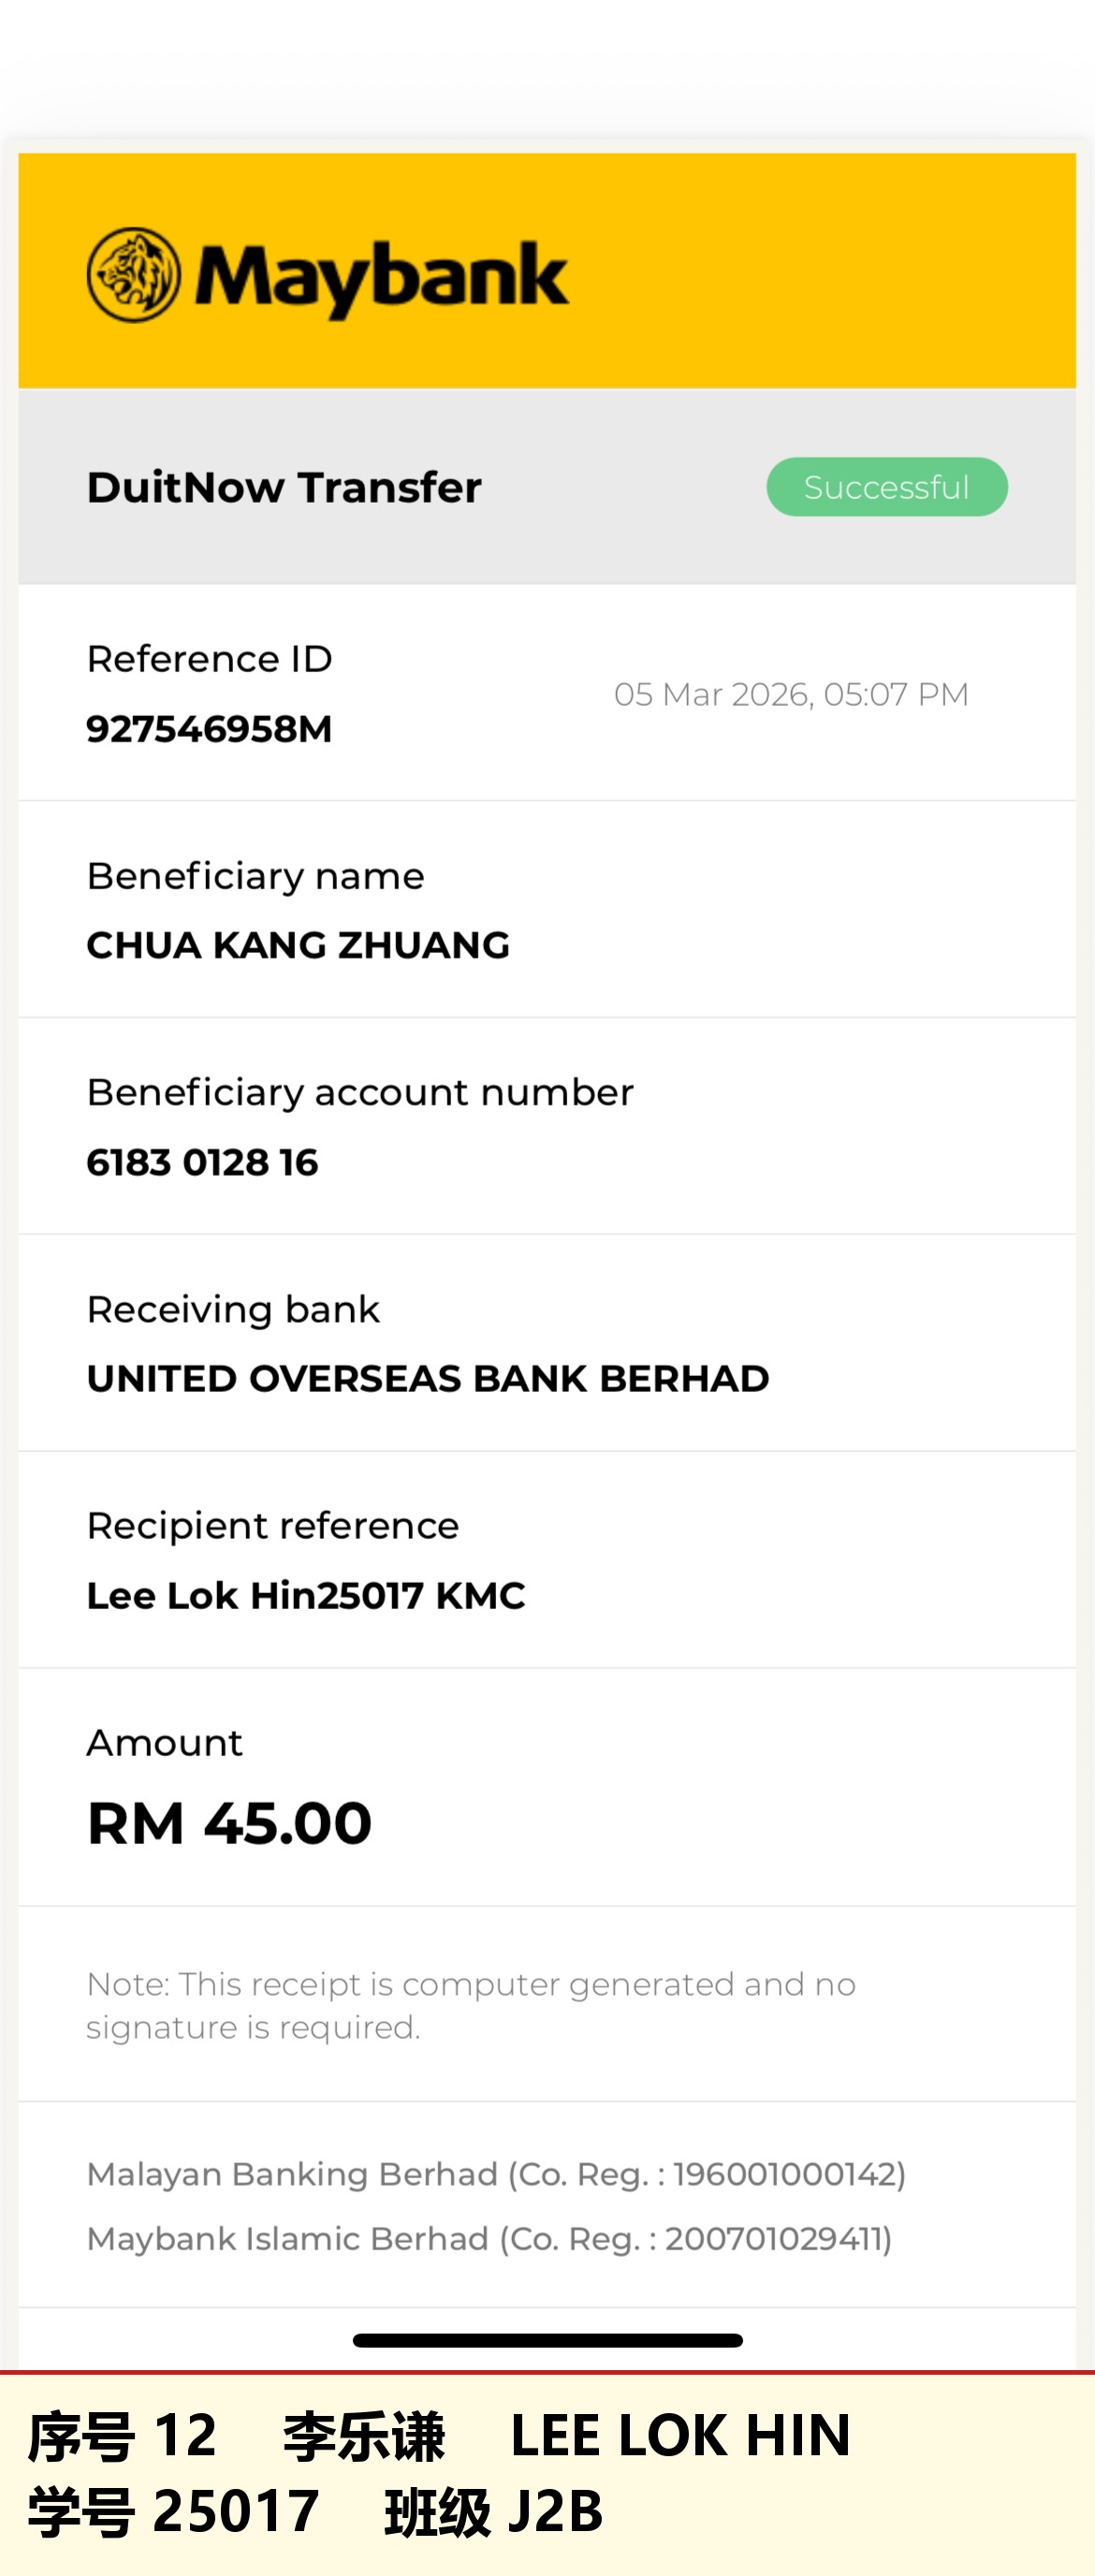 Maybank
DuitNow Transfer
Successful
Reference ID
05 Mar 2026, 05:07 PM
927546958M
Beneficiary name
CHUA KANG ZHUANG
Beneficiary account number
6183 0128 16
Receiving bank
UNITED OVERSEAS BANK BERHAD
Recipient reference
Lee Lok Hin25017 KMC
Amount
RM 45.00
Note: This receipt is computer generated and no
signature is required.
Malayan Banking Berhad (Co. Reg. : 196001000142)
Maybank Islamic Berhad (Co. Reg. : 200701029411)
序号 12 李乐谦 LEE LOK HIN
学号 25017 班级 J2B